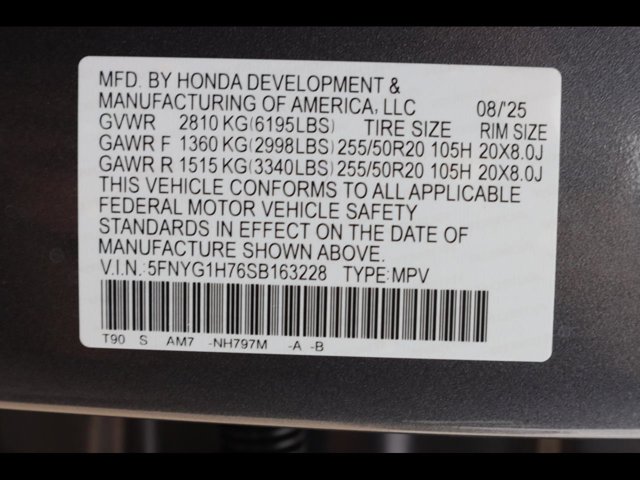 MFD. BY HONDA DEVELOPMENT &
MANUFACTURING OF AMERICA, LLC 08/'25
GVWR 2810 KG(6195LBS) TIRE SIZE RIM SIZE
GAWR F 1360 KG(2998LBS) 255/50R20 105H 20X8.0J
GAWR R 1515 KG(3340LBS) 255/50R20 105H 20X8.0J
THIS VEHICLE CONFORMS TO ALL APPLICABLE
FEDERAL MOTOR VEHICLE SAFETY
STANDARDS IN EFFECT ON THE DATE OF
MANUFACTURE SHOWN ABOVE.
V.I.N.:5FNYG1H76SB163228 TYPE:MPV
T90 S AM7 -NH797M -A -B